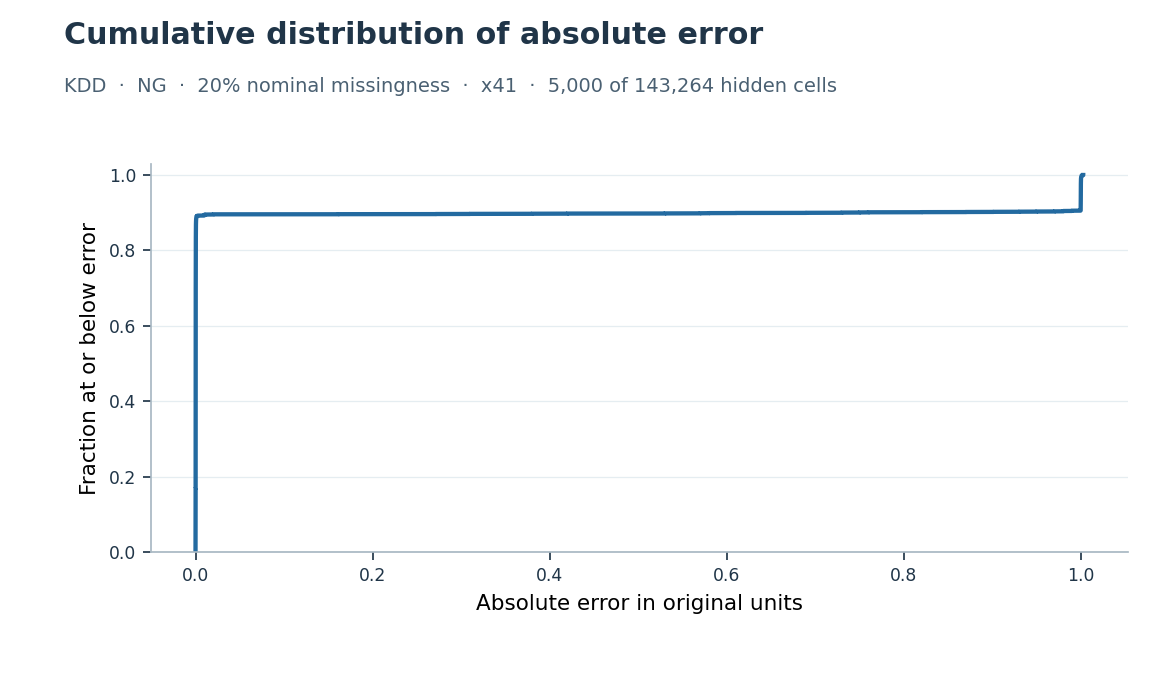 Cumulative distribution of absolute error
KDD · NG · 20% nominal missingness · x41 · 5,000 of 143,264 hidden cells
1.0
0.8
0.6
0.4
0.2
0.0
Fraction at or below error
0.0 0.2 0.4 0.6 0.8 1.0
Absolute error in original units